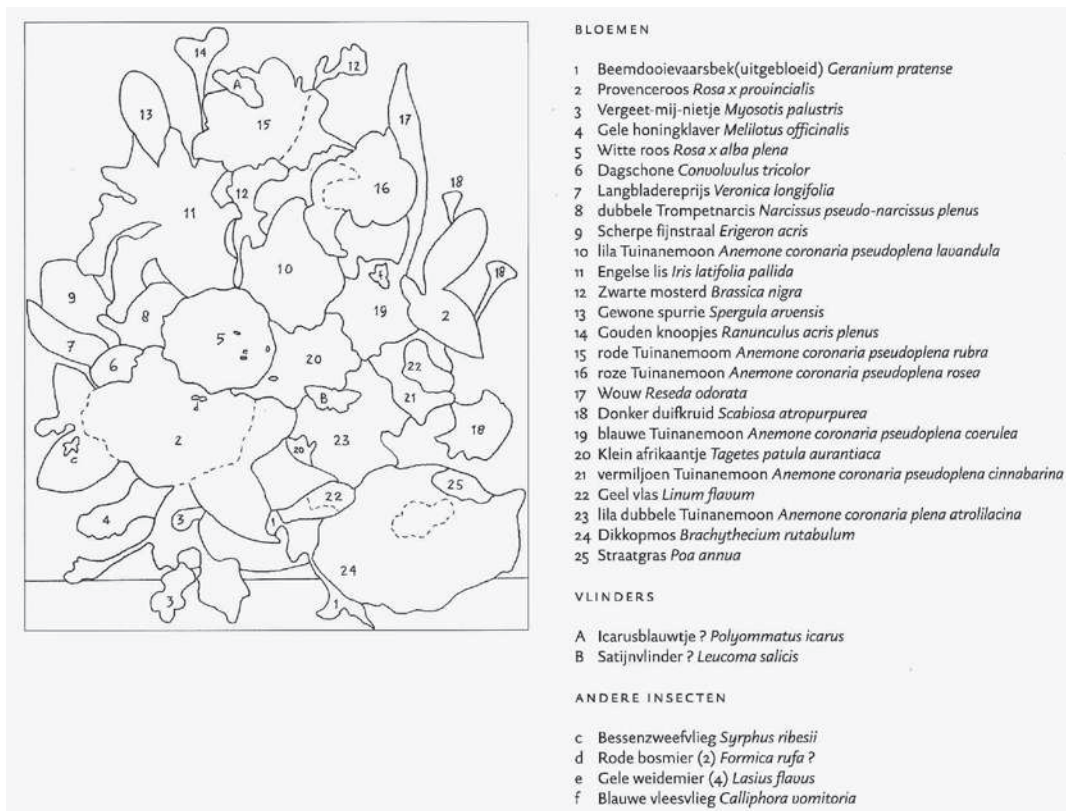 14
12
A
13
15
17
12
16
18
11
10
18
f
9
8
19
2
7
5
6
20
22
B
21
d
2
23
18
20
c
25
22
4
3
1
24
3
1
BLOEMEN
1 Beemdooievaarsbek(uitgebloeid) Geranium pratense
2 Provenceroos Rosa x provincialis
3 Vergeet-mij-nietje Myosotis palustris
4 Gele honingklaver Melilotus officinalis
5 Witte roos Rosa x alba plena
6 Dagschone Convolvulus tricolor
7 Langbladereprijs Veronica longifolia
8 dubbele Trompetnarcis Narcissus pseudo-narcissus plenus
9 Scherpe fijnstraal Erigeron acris
10 lila Tuinanemoon Anemone coronaria pseudoplena lavandula
11 Engelse lis Iris latifolia pallida
12 Zwarte mosterd Brassica nigra
13 Gewone spurrie Spergula arvensis
14 Gouden knoopjes Ranunculus acris plenus
15 rode Tuinanemoom Anemone coronaria pseudoplena rubra
16 roze Tuinanemoon Anemone coronaria pseudoplena rosea
17 Wouw Reseda odorata
18 Donker duifkruid Scabiosa atropurpurea
19 blauwe Tuinanemoon Anemone coronaria pseudoplena coerulea
20 Klein afrikaantje Tagetes patula aurantiaca
21 vermiljoen Tuinanemoon Anemone coronaria pseudoplena cinnabarina
22 Geel vlas Linum flavum
23 lila dubbele Tuinanemoon Anemone coronaria plena atrolilacina
24 Dikkopmos Brachythecium rutabulum
25 Straatgras Poa annua
VLINDERS
A Icarusblauwtje ? Polyommatus icarus
B Satijnvlinder ? Leucoma salicis
ANDERE INSECTEN
c Bessenzweefvlieg Syrphus ribesii
d Rode bosmier (2) Formica rufa ?
e Gele weidemier (4) Lasius flavus
f Blauwe vleesvlieg Calliphora vomitoria